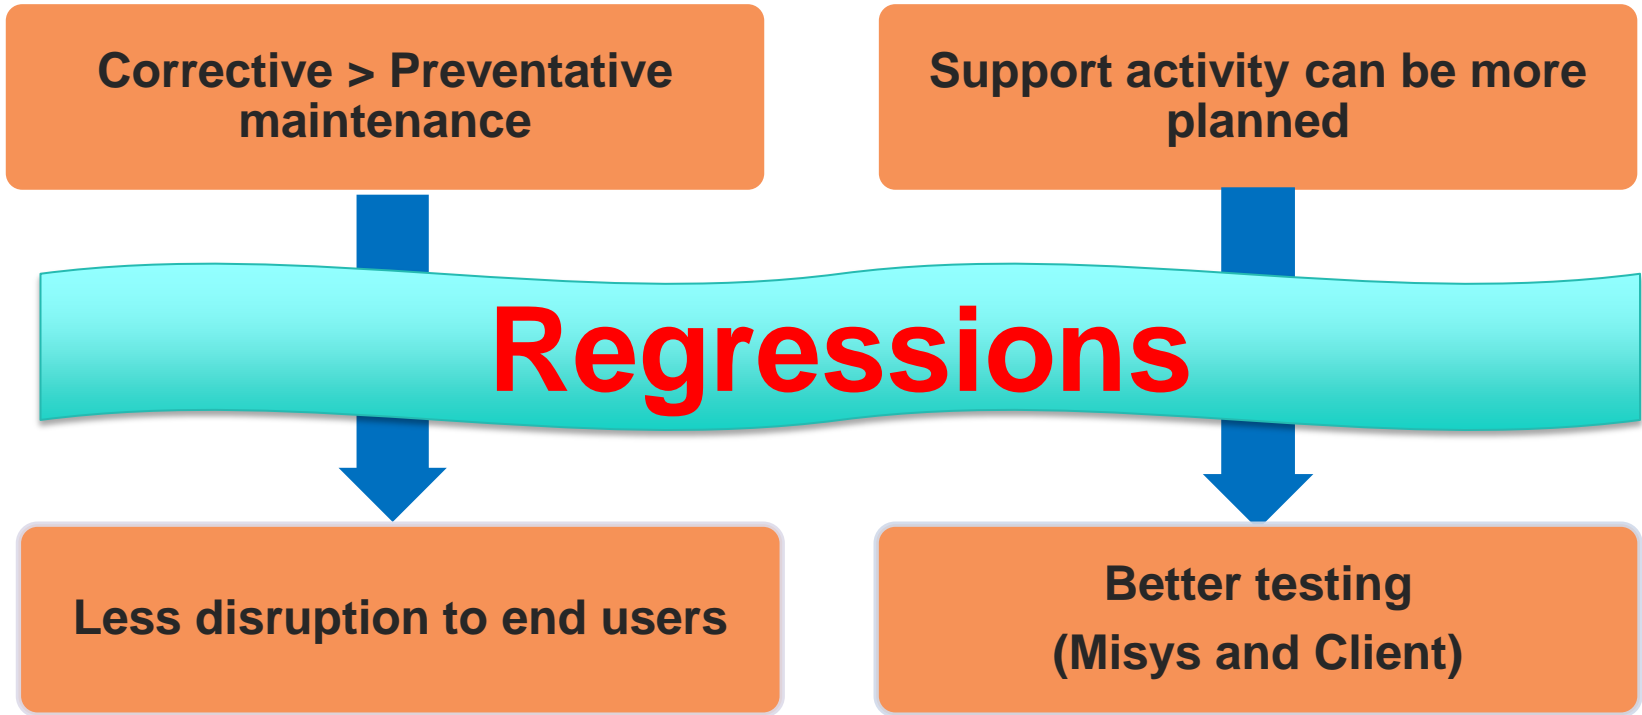 Corrective > Preventative
maintenance
Support activity can be more
planned
Regressions
Less disruption to end users
Better testing
(Misys and Client)